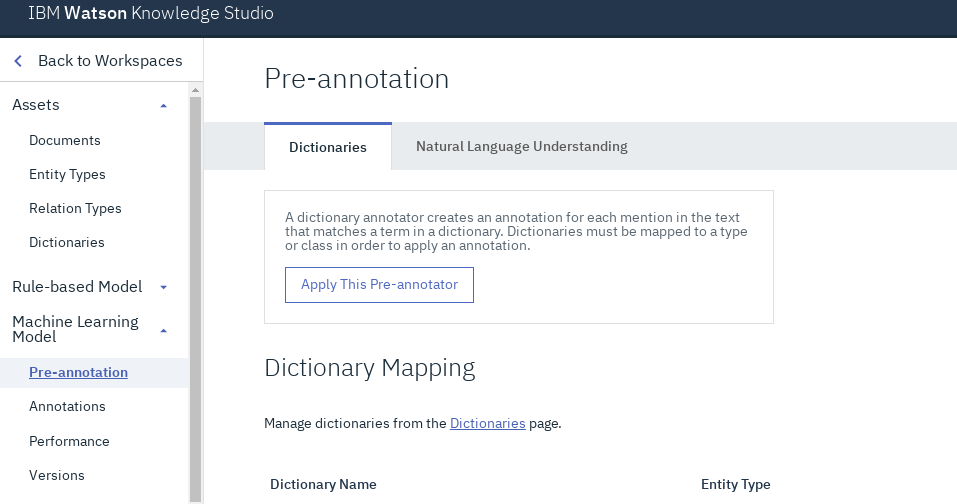 IBM Watson Knowledge Studio
Back to Workspaces
Assets
Documents
Entity Types
Relation Types
Dictionaries
Rule-based Model
Machine Learning
Model
Pre-annotation
Annotations
Performance
Versions
Pre-annotation
Dictionaries
Natural Language Understanding
A dictionary annotator creates an annotation for each mention in the text
that matches a term in a dictionary. Dictionaries must be mapped to a type
or class in order to apply an annotation.
Apply This Pre-annotator
Dictionary Mapping
Manage dictionaries from the Dictionaries page.
Dictionary Name
Entity Type